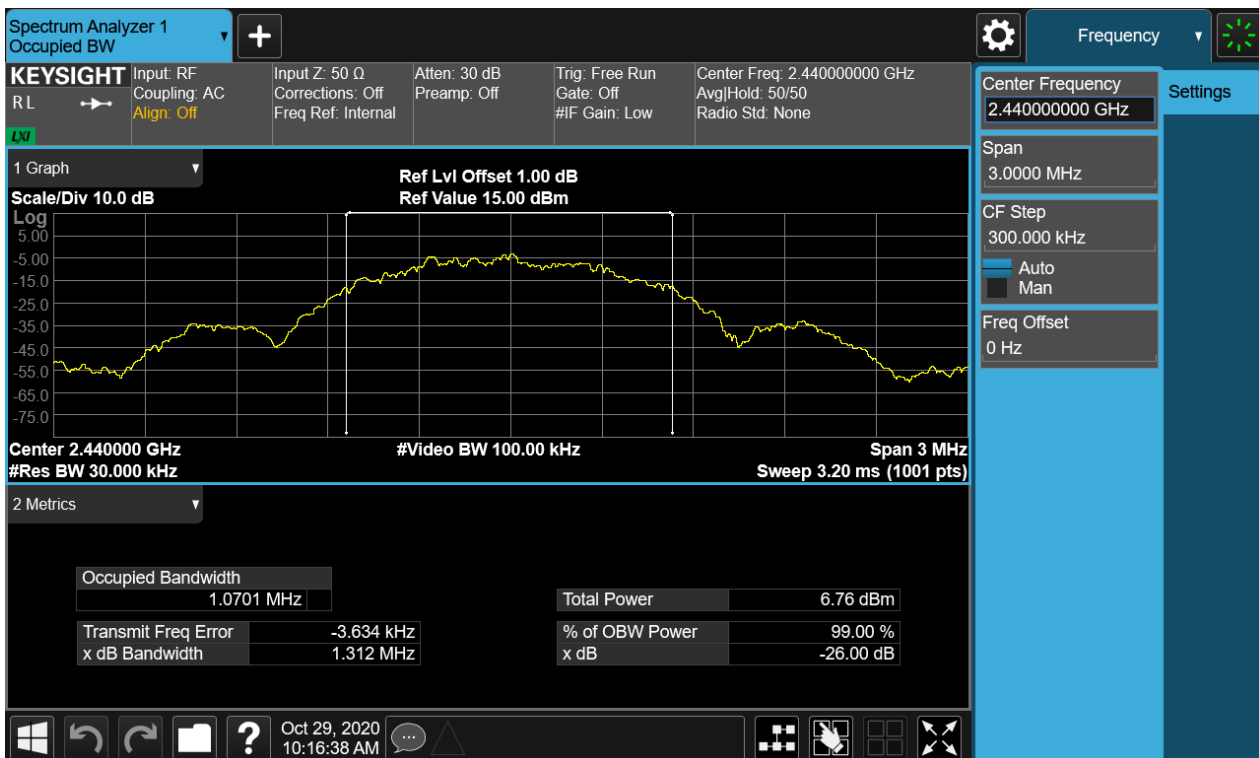 Spectrum Analyzer 1
Occupied BW
+
Frequency
KEYSIGHT
R L
LXI
Input: RF
Coupling: AC
Align: Off
Input Z: 50 Ω
Corrections: Off
Freq Ref: Internal
Atten: 30 dB
Preamp: Off
Trig: Free Run
Gate: Off
#IF Gain: Low
Center Freq: 2.440000000 GHz
Avg|Hold: 50/50
Radio Std: None
Center Frequency
2.440000000 GHz
Settings
Span
3.0000 MHz
CF Step
300.000 kHz
Auto
Man
Freq Offset
0 Hz
1 Graph
Scale/Div 10.0 dB
Ref Lvl Offset 1.00 dB
Ref Value 15.00 dBm
Log
5.00
-5.00
-15.0
-25.0
-35.0
-45.0
-55.0
-65.0
-75.0
Center 2.440000 GHz
#Video BW 100.00 kHz
Span 3 MHz
#Res BW 30.000 kHz
Sweep 3.20 ms (1001 pts)
2 Metrics
Occupied Bandwidth
1.0701 MHz
Total Power 6.76 dBm
Transmit Freq Error -3.634 kHz
% of OBW Power 99.00 %
x dB Bandwidth 1.312 MHz
x dB -26.00 dB
?
Oct 29, 2020
10:16:38 AM